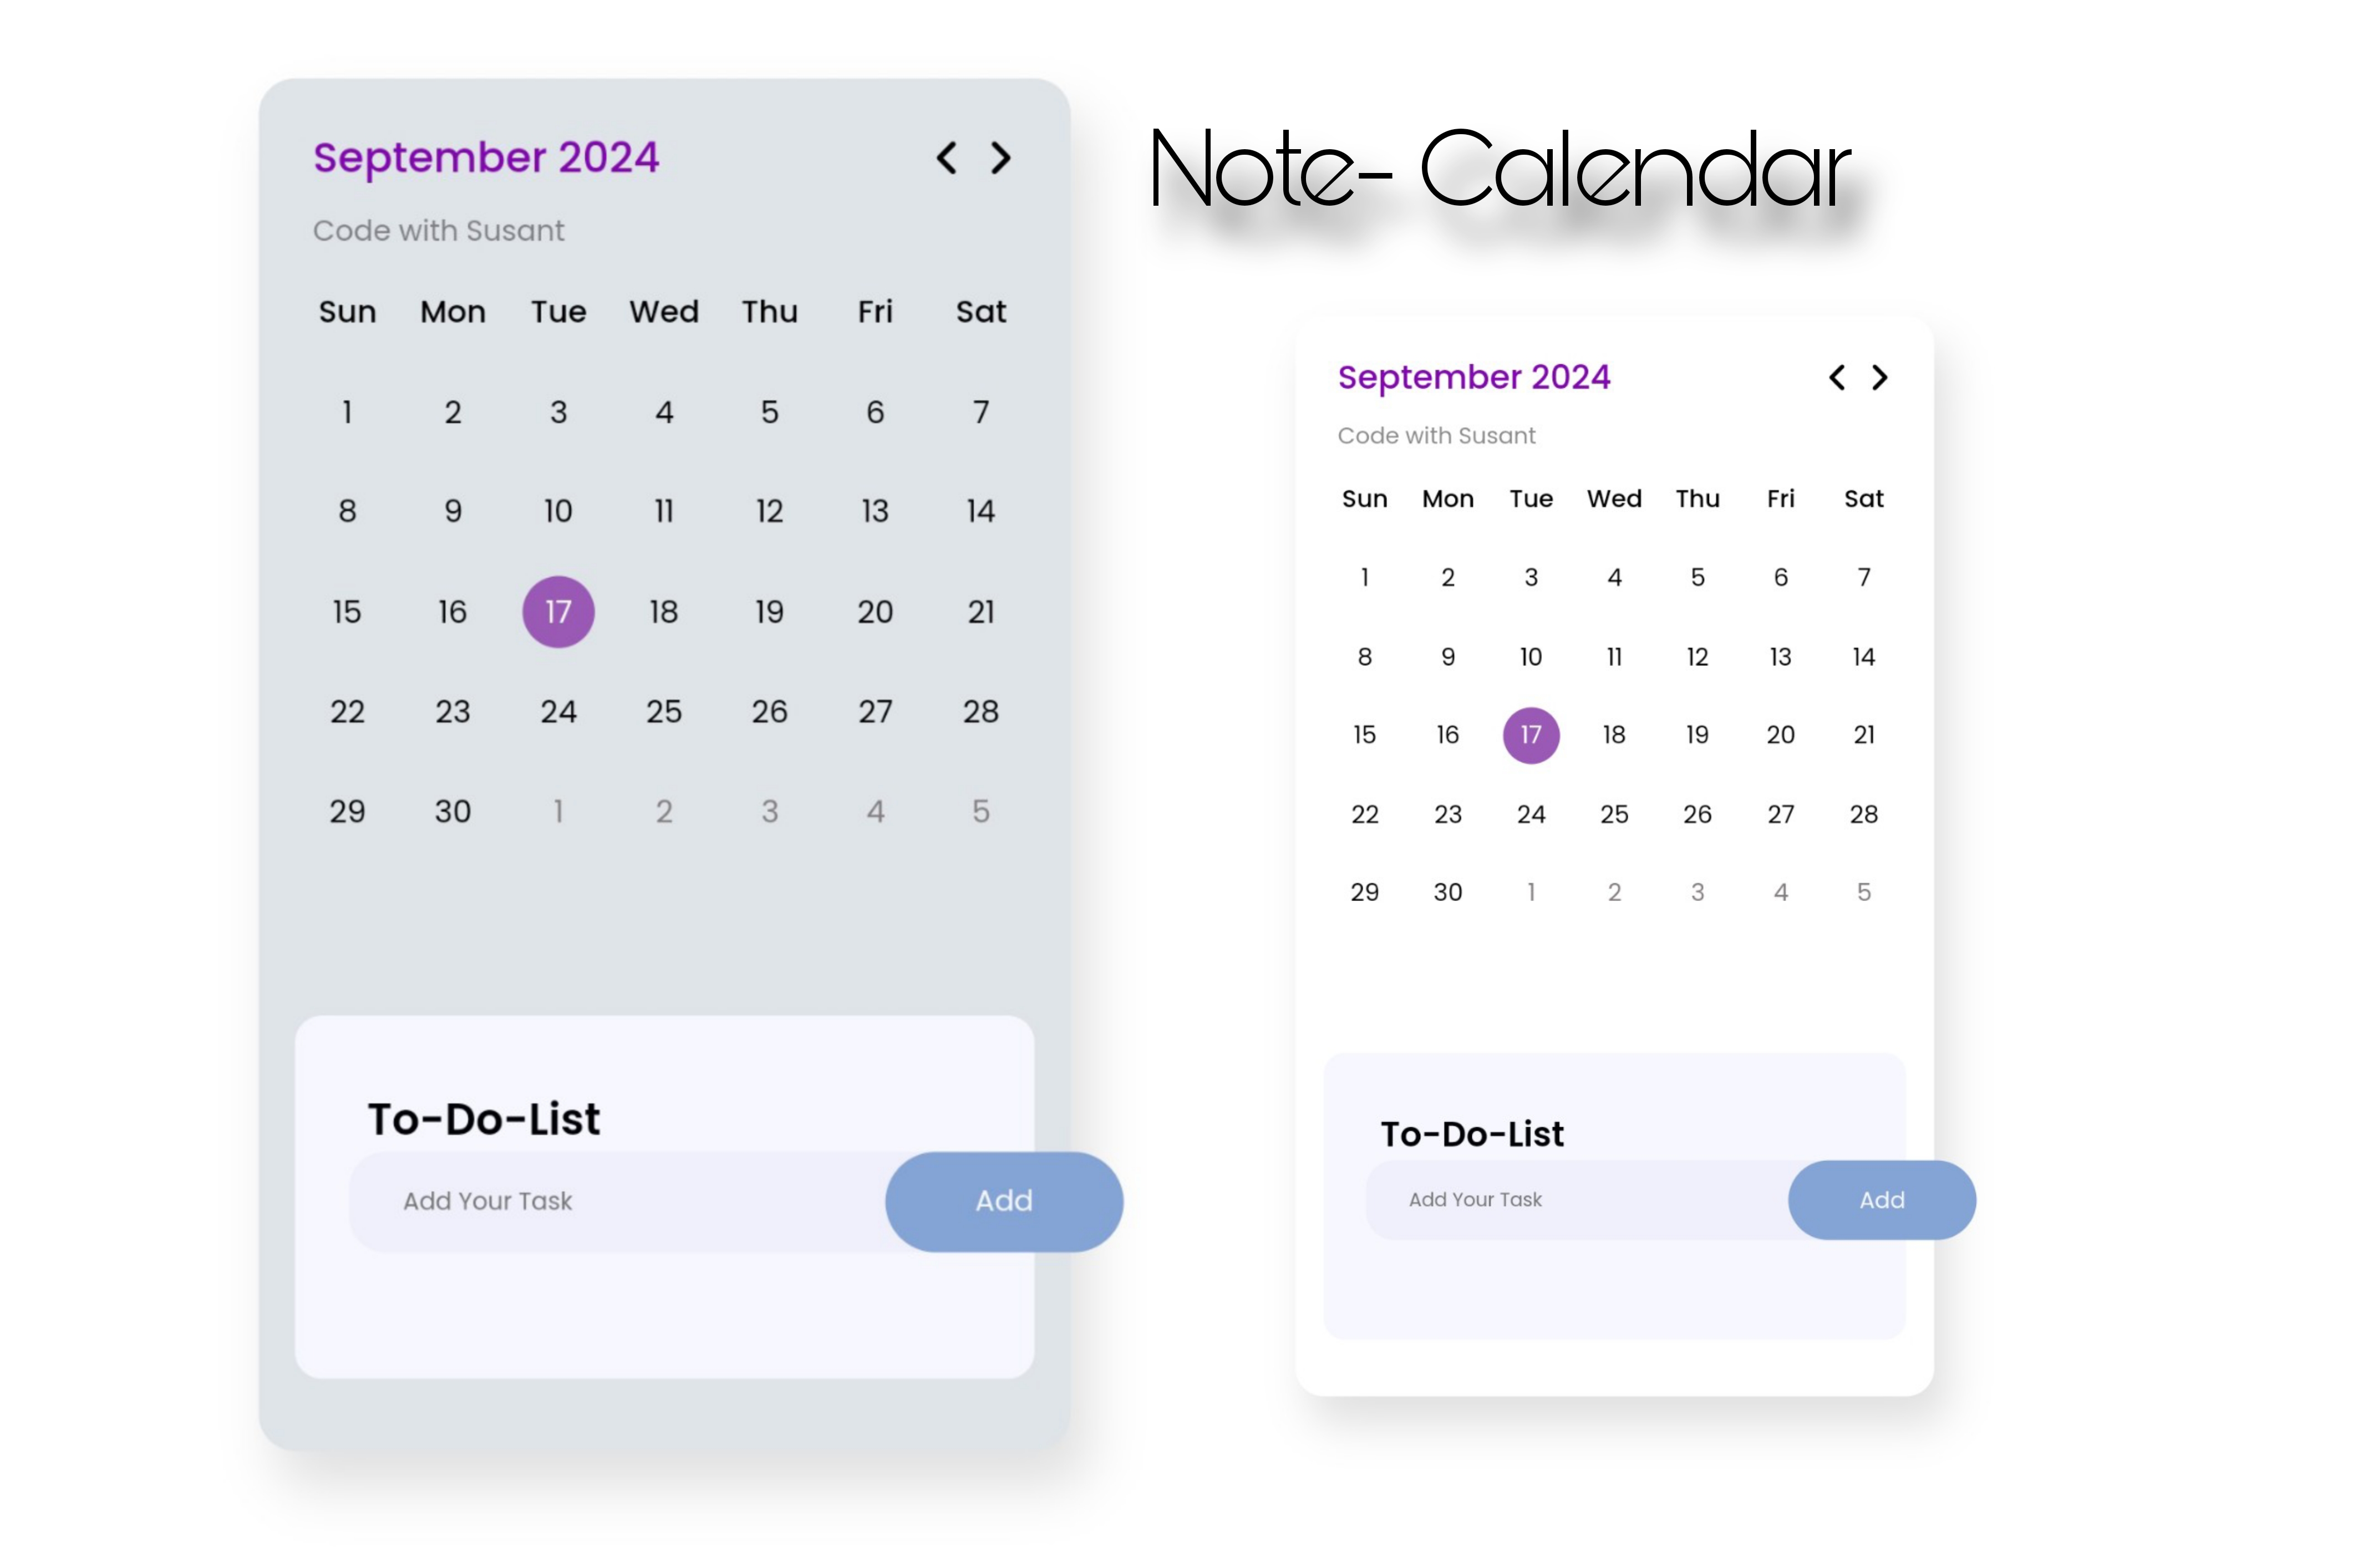 September 2024
Code with Susant
Sun Mon Tue Wed Thu Fri Sat
1 2 3 4 5 6 7
8 9 10 11 12 13 14
15 16 17 18 19 20 21
22 23 24 25 26 27 28
29 30 1 2 3 4 5
To-Do-List
Add Your Task Add
Note- Calendar
September 2024
Code with Susant
Sun Mon Tue Wed Thu Fri Sat
1 2 3 4 5 6 7
8 9 10 11 12 13 14
15 16 17 18 19 20 21
22 23 24 25 26 27 28
29 30 1 2 3 4 5
To-Do-List
Add Your Task Add